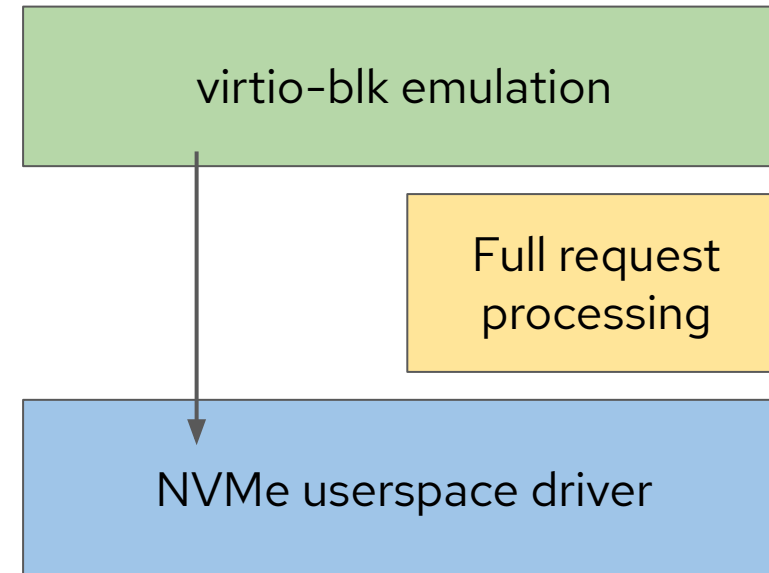 virtio-blk emulation
Full request
processing
NVMe userspace driver